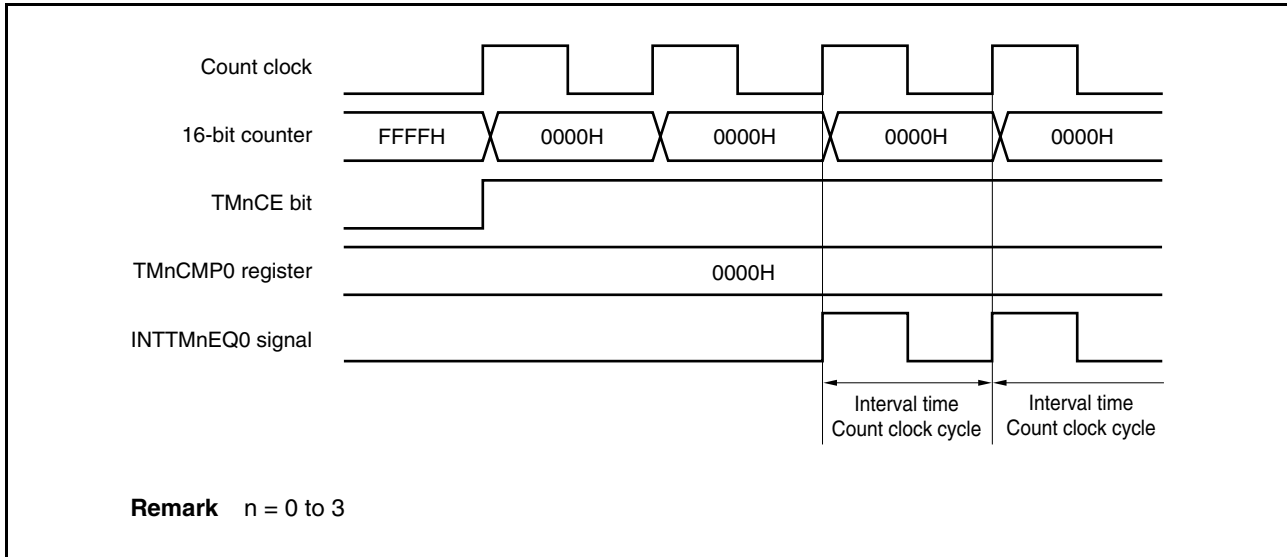 Count clock
16-bit counter FFFFH 0000H 0000H 0000H 0000H
TMnCE bit
TMnCMP0 register 0000H
INTTMnEQ0 signal
Interval time Interval time
Count clock cycle Count clock cycle
Remark n = 0 to 3